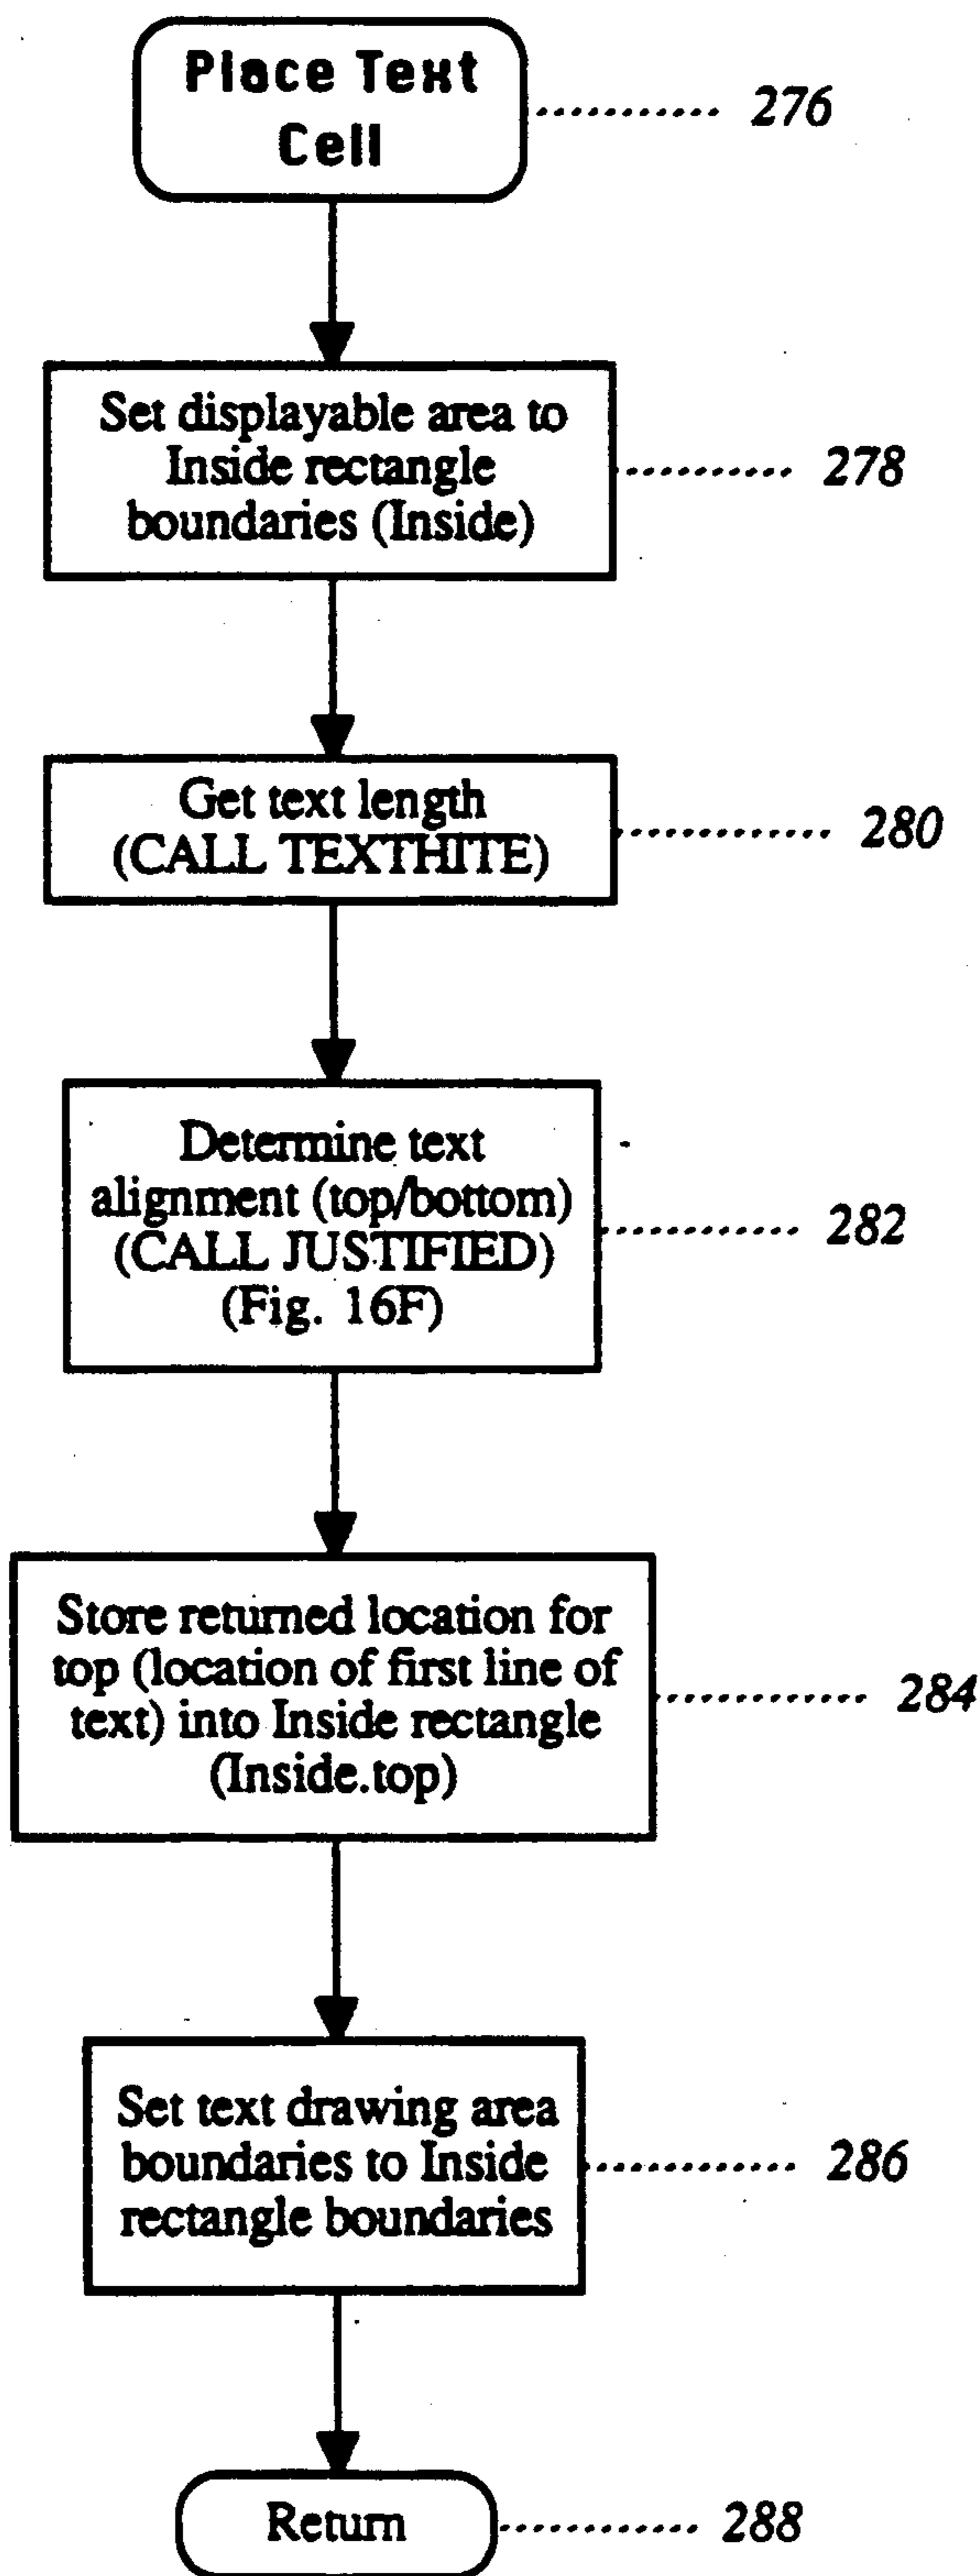 Place Text
Cell
276
Set displayable area to
Inside rectangle
boundaries (Inside)
278
Get text length
(CALL TEXTHITE)
280
Determine text
alignment (top/bottom)
(CALL JUSTIFIED)
(Fig. 16F)
282
Store returned location for
top (location of first line of
text) into Inside rectangle
(Inside.top)
284
Set text drawing area
boundaries to Inside
rectangle boundaries
286
Return
288